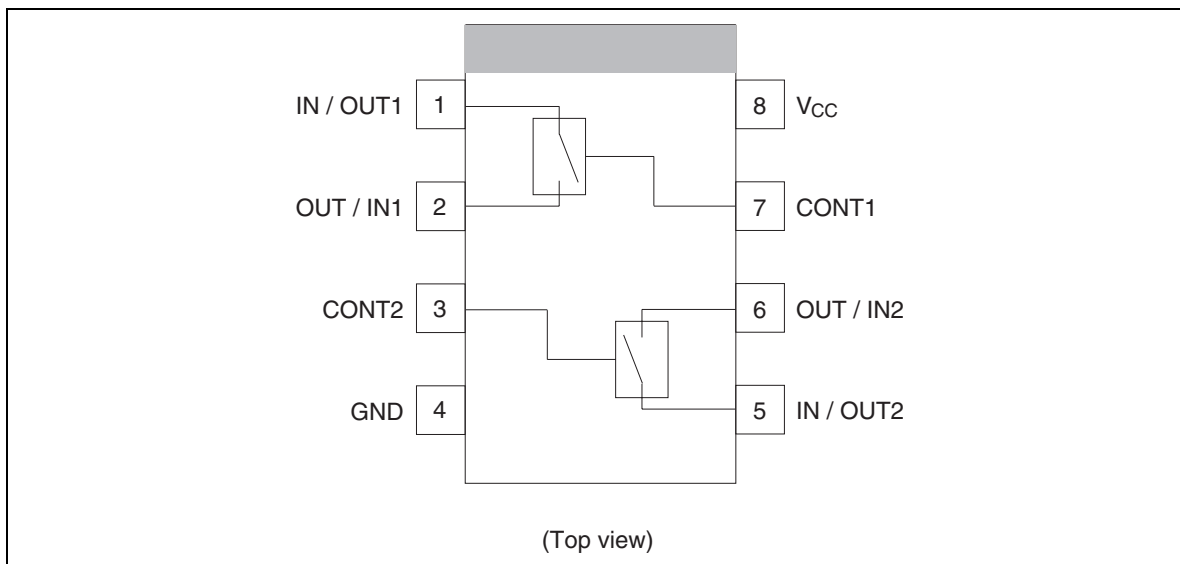 IN / OUT1 1 8 VCC
OUT / IN1 2 7 CONT1
CONT2 3 6 OUT / IN2
GND 4 5 IN / OUT2
(Top view)